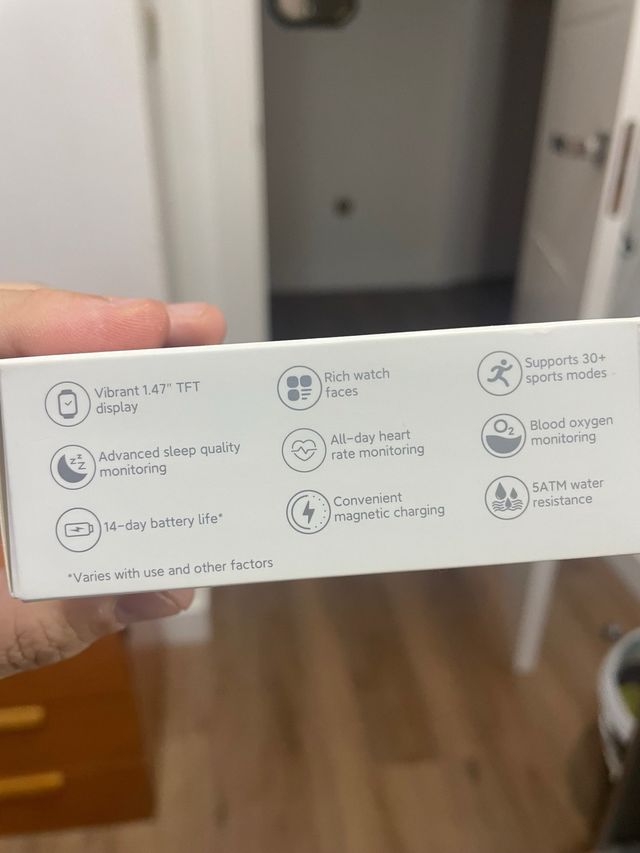 Vibrant 1.47" TFT
display
Rich watch
faces
Supports 30+
sports modes
Advanced sleep quality
monitoring
All-day heart
rate monitoring
O2
Blood oxygen
monitoring
14-day battery life*
Convenient
magnetic charging
5ATM water
resistance
*Varies with use and other factors